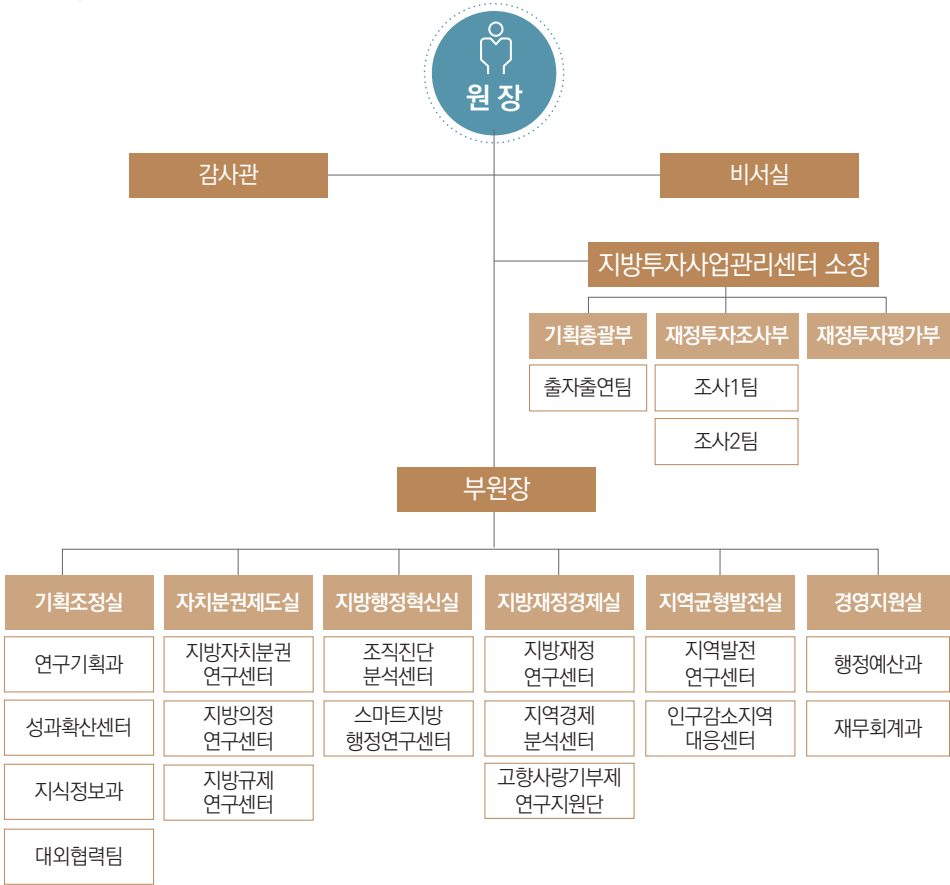 원 장
감사관
비서실
지방투자사업관리센터 소장
기획총괄부
재정투자조사부
재정투자평가부
출자출연팀
조사1팀
조사2팀
부원장
기획조정실
자치분권제도실
지방행정혁신실
지방재정경제실
지역균형발전실
경영지원실
연구기획과
성과확산센터
지식정보과
대외협력팀
지방자치분권
연구센터
지방의정
연구센터
지방규제
연구센터
조직진단
분석센터
스마트지방
행정연구센터
지방재정
연구센터
지역경제
분석센터
고향사랑기부제
연구지원단
지역발전
연구센터
인구감소지역
대응센터
행정예산과
재무회계과